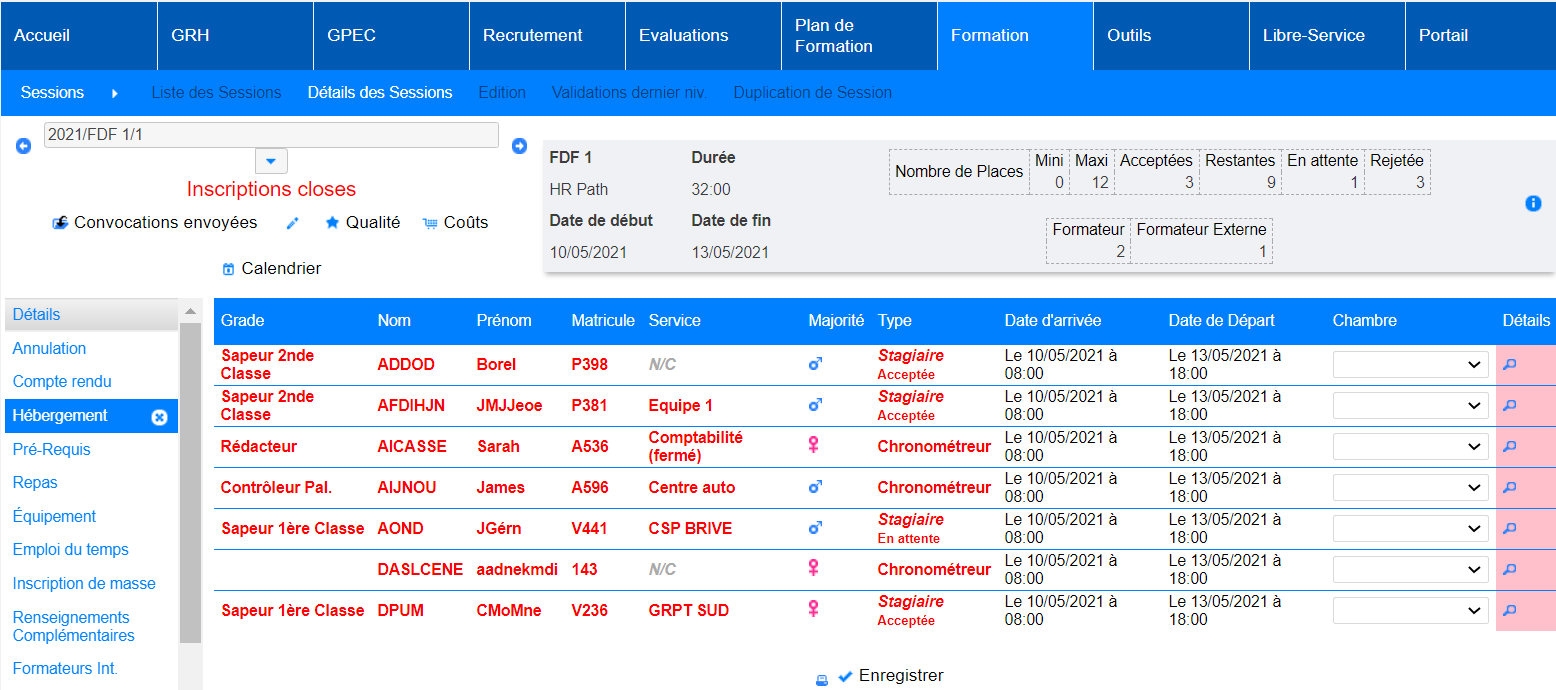 Accueil GRH GPEC Recrutement Evaluations Plan de Formation Formation Outils Libre-Service Portail
Sessions Liste des Sessions Détails des Sessions Edition Validations dernier niv. Duplication de Session
2021/FDF 1/1
Inscriptions closes
Convocations envoyées Qualité Coûts
Calendrier
FDF 1 Durée
HR Path 32:00
Date de début Date de fin
10/05/2021 13/05/2021
Nombre de Places Mini Maxi Acceptées Restantes En attente Rejetée
0 12 3 9 1 3
Formateur Formateur Externe
2 1
Détails
Annulation
Compte rendu
Hébergement
Pré-Requis
Repas
Équipement
Emploi du temps
Inscription de masse
Renseignements
Complémentaires
Formateurs Int.
Grade Nom Prénom Matricule Service Majorité Type Date d'arrivée Date de Départ Chambre Détails
Sapeur 2nde Classe ADDOD Borel P398 N/C Stagiaire Acceptée Le 10/05/2021 à 08:00 Le 13/05/2021 à 18:00
Sapeur 2nde Classe AFDIHJN JMJJeoe P381 Equipe 1 Stagiaire Acceptée Le 10/05/2021 à 08:00 Le 13/05/2021 à 18:00
Rédacteur AICASSE Sarah A536 Comptabilité (fermé) Chronométreur Le 10/05/2021 à 08:00 Le 13/05/2021 à 18:00
Contrôleur Pal. AIJNOU James A596 Centre auto Chronométreur Le 10/05/2021 à 08:00 Le 13/05/2021 à 18:00
Sapeur 1ère Classe AOND JGérn V441 CSP BRIVE Stagiaire En attente Le 10/05/2021 à 08:00 Le 13/05/2021 à 18:00
DASLCENE aadnekmdi 143 N/C Chronométreur Le 10/05/2021 à 08:00 Le 13/05/2021 à 18:00
Sapeur 1ère Classe DPUM CMoMne V236 GRPT SUD Stagiaire Acceptée Le 10/05/2021 à 08:00 Le 13/05/2021 à 18:00
Enregistrer